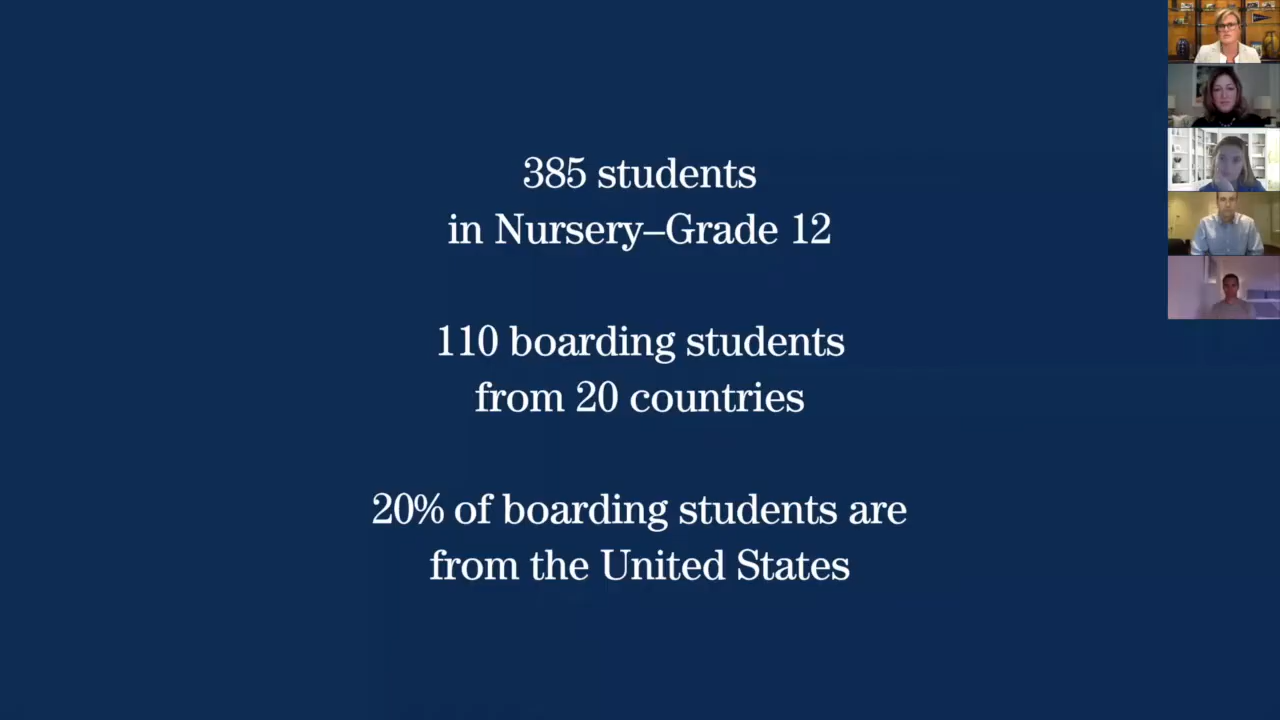 385 students
in Nursery–Grade 12
110 boarding students
from 20 countries
20% of boarding students are
from the United States